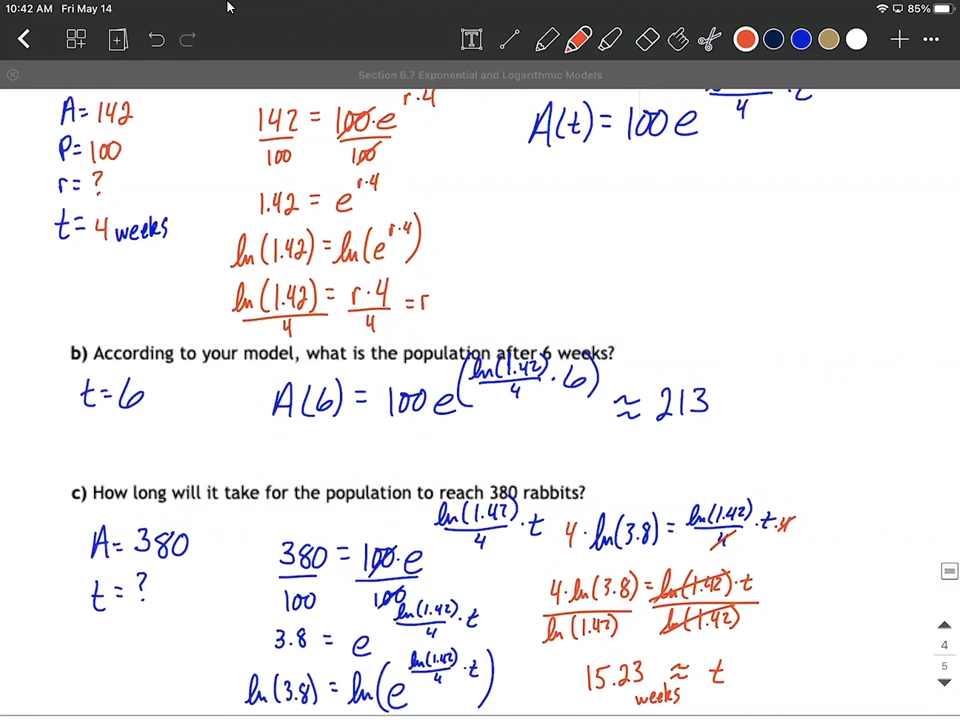 10:42 AM Fri May 14
85%
Section 6.7 Exponential and Logarithmic Models
A = 142
P = 100
r = ?
t = 4 weeks
142 = 100·e^(r·4)
100 100
1.42 = e^(r·4)
ln(1.42) = ln(e^(r·4))
ln(1.42) = r·4 = r
4 4
A(t) = 100e
4 ·t
b) According to your model, what is the population after 6 weeks?
t = 6
A(6) = 100e^(ln(1.42)/4 · 6) ≈ 213
c) How long will it take for the population to reach 380 rabbits?
A = 380
t = ?
380 = 100·e^(ln(1.42)/4 · t)
100 100
3.8 = e^(ln(1.42)/4 · t)
ln(3.8) = ln(e^(ln(1.42)/4 · t))
4·ln(3.8) = ln(1.42)/4 · t·4
4·ln(3.8) = ln(1.42)·t
ln(1.42) ln(1.42)
15.23 ≈ t
weeks
4
5